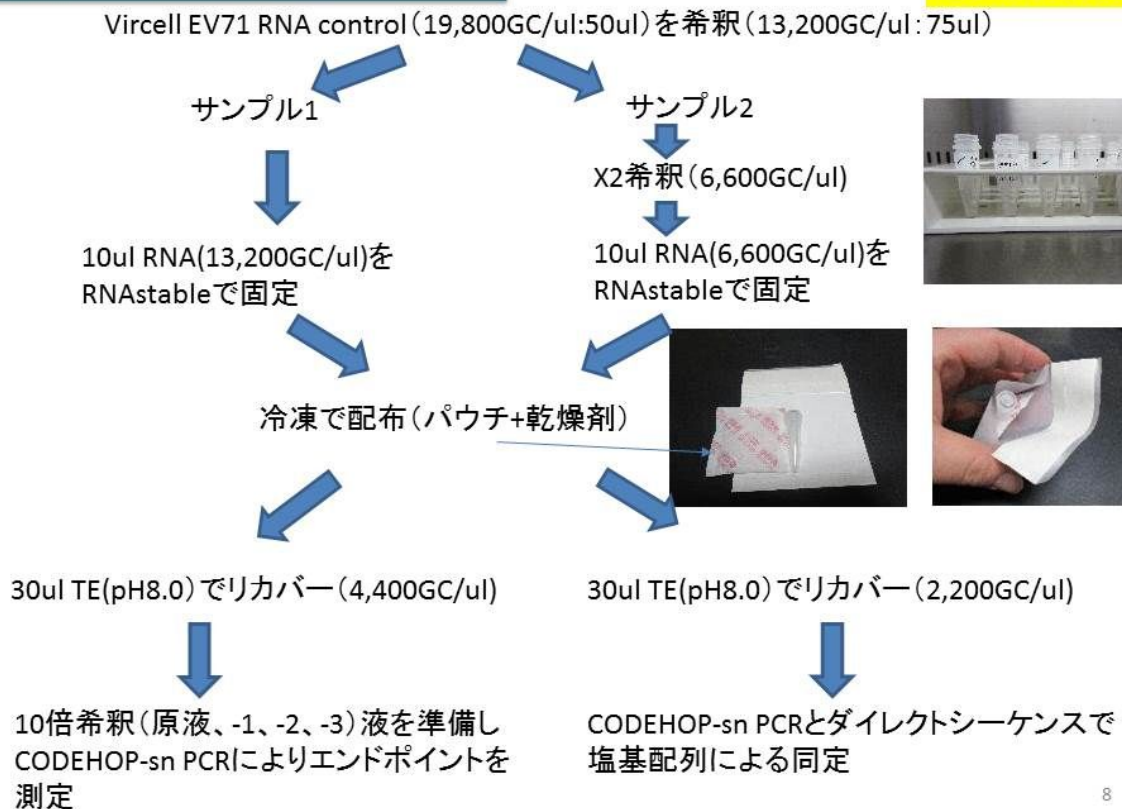 Vircell EV71 RNA control(19,800GC/ul:50ul)を希釈(13,200GC/ul:75ul)
サンプル1
サンプル2
X2希釈(6,600GC/ul)
10ul RNA(13,200GC/ul)を
RNAstableで固定
10ul RNA(6,600GC/ul)を
RNAstableで固定
冷凍で配布(パウチ+乾燥剤)
30ul TE(pH8.0)でリカバー(4,400GC/ul)
30ul TE(pH8.0)でリカバー(2,200GC/ul)
10倍希釈(原液、-1、-2、-3)液を準備し
CODEHOP-sn PCRによりエンドポイントを
測定
CODEHOP-sn PCRとダイレクトシーケンスで
塩基配列による同定
8